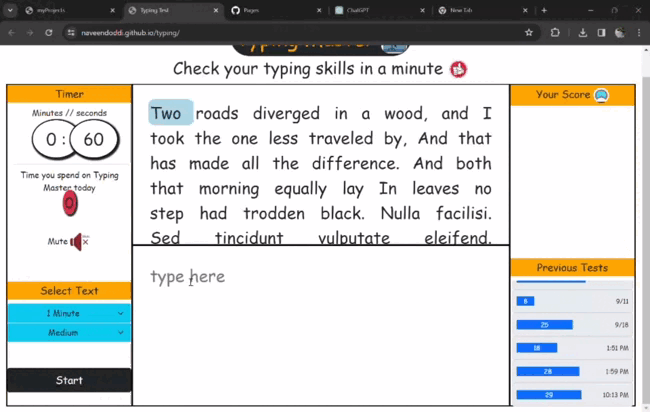 myProjects
Typing Test
Pages
ChatGPT
New Tab
naveendoddi.github.io/typing/
Typing Master
Check your typing skills in a minute
Timer
Minutes // seconds
0 : 60
Time you spend on Typing
Master today
0
Mute
Select Text
1 Minute
Medium
Start
Two roads diverged in a wood, and I
took the one less traveled by, And that
has made all the difference. And both
that morning equally lay In leaves no
step had trodden black. Nulla facilisi.
Sed tincidunt vulputate eleifend.
type here
Your Score
Previous Tests
8 9/11
25 9/18
18 1:51 PM
28 1:59 PM
29 10:13 PM